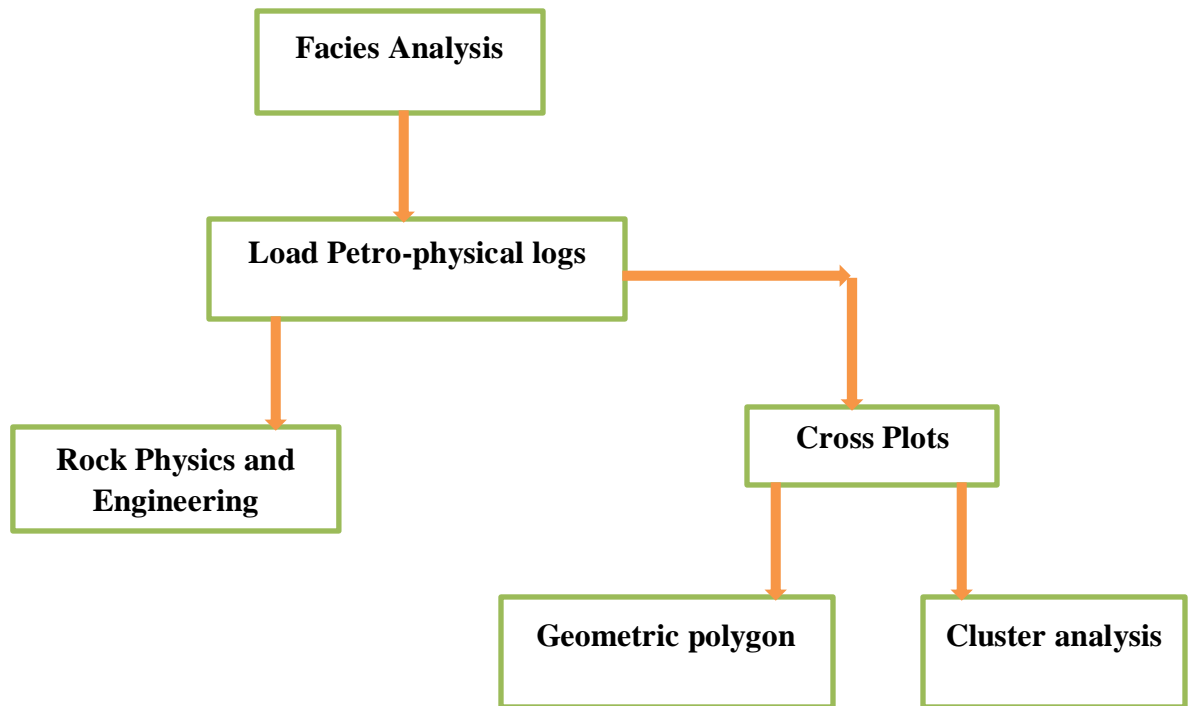 Facies Analysis
Load Petro-physical logs
Rock Physics and
Engineering
Cross Plots
Geometric polygon
Cluster analysis